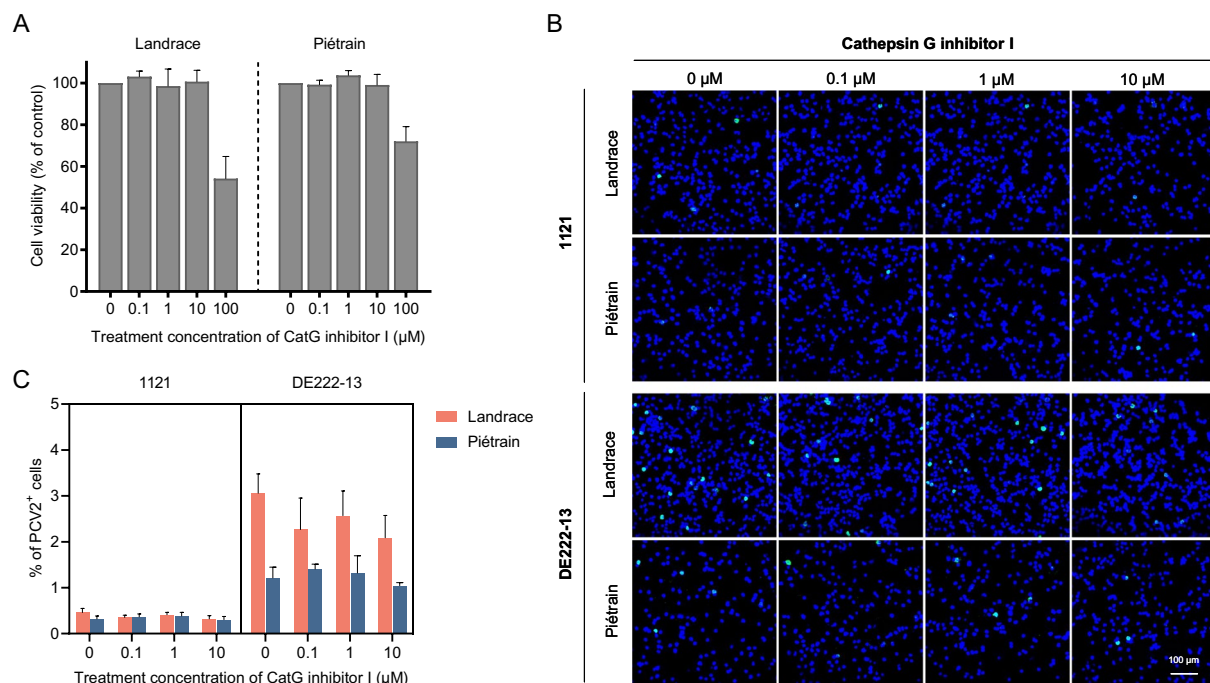 A
Landrace
Piétrain
Cell viability (% of control)
100
80
60
40
20
0
0 0.1 1 10 100 0 0.1 1 10 100
Treatment concentration of CatG inhibitor I (µM)
B
Cathepsin G inhibitor I
0 µM 0.1 µM 1 µM 10 µM
1121
Landrace
Piétrain
DE222-13
Landrace
Piétrain
100 µm
C
1121 DE222-13
Landrace
Piétrain
% of PCV2⁺ cells
5
4
3
2
1
0
0 0.1 1 10 0 0.1 1 10
Treatment concentration of CatG inhibitor I (µM)